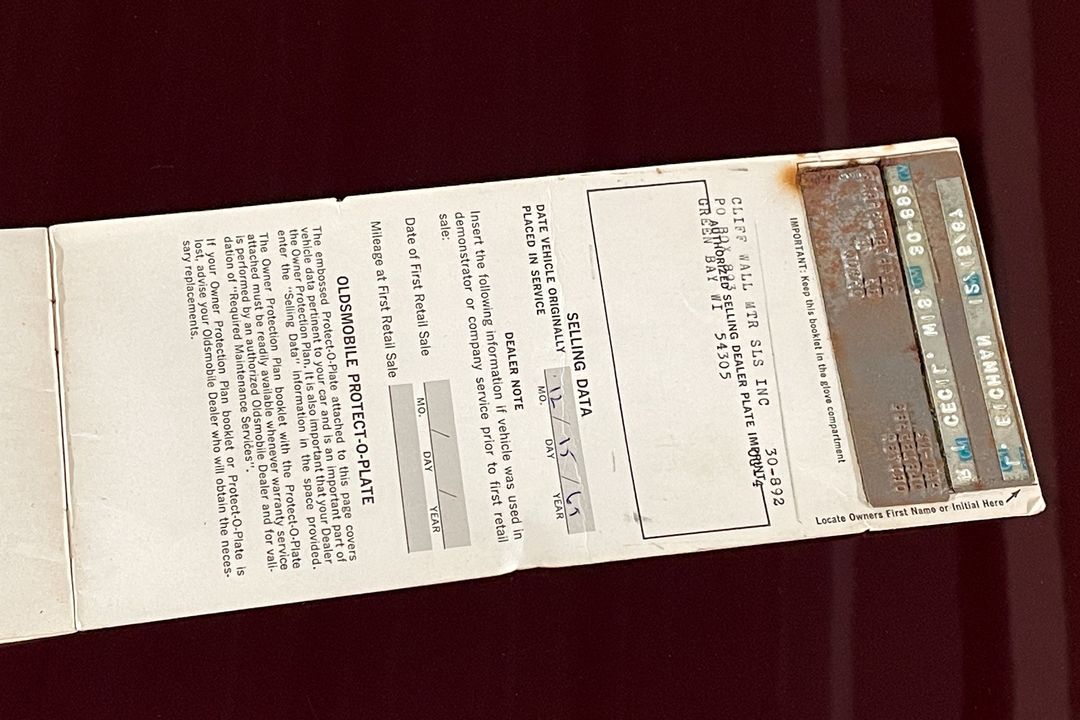 Locate Owners First Name or Initial Here
IMPORTANT: Keep this booklet in the glove compartment
30-892
CLIFF WALL MTR SLS INC
PO BOX
GREEN BAY WI 54305
AUTHORIZED SELLING DEALER PLATE IMPRINT
SELLING DATA
DATE VEHICLE ORIGINALLY
PLACED IN SERVICE
12/15/
MO. DAY YEAR
DEALER NOTE
Insert the following information if vehicle was used in
demonstrator or company service prior to first retail
sale:
Date of First Retail Sale / /
MO. DAY YEAR
Mileage at First Retail Sale
OLDSMOBILE PROTECT-O-PLATE
The embossed Protect-O-Plate attached to this page covers
vehicle data pertinent to your car and is an important part of
the Owner Protection Plan. It is also important that your Dealer
enter the "Selling Data" information in the space provided.
The Owner Protection Plan booklet with the Protect-O-Plate
attached must be readily available whenever warranty service
is performed by an authorized Oldsmobile Dealer and for vali-
dation of "Required Maintenance Services".
If your Owner Protection Plan booklet or Protect-O-Plate is
lost, advise your Oldsmobile Dealer who will obtain the neces-
sary replacements.